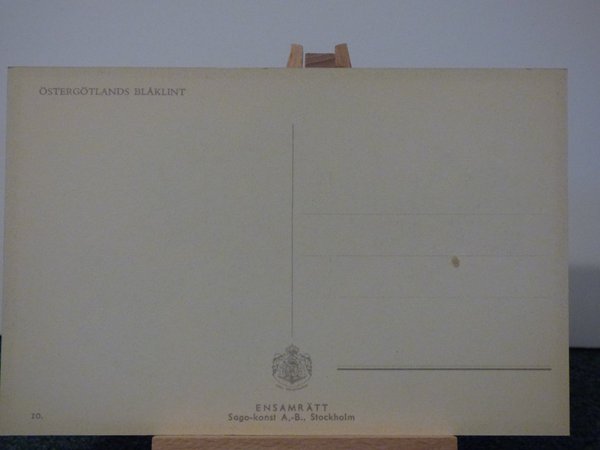 ÖSTERGÖTLANDS BLÅKLINT
ENSAMRÄTT
Sago-konst A.-B., Stockholm
20.